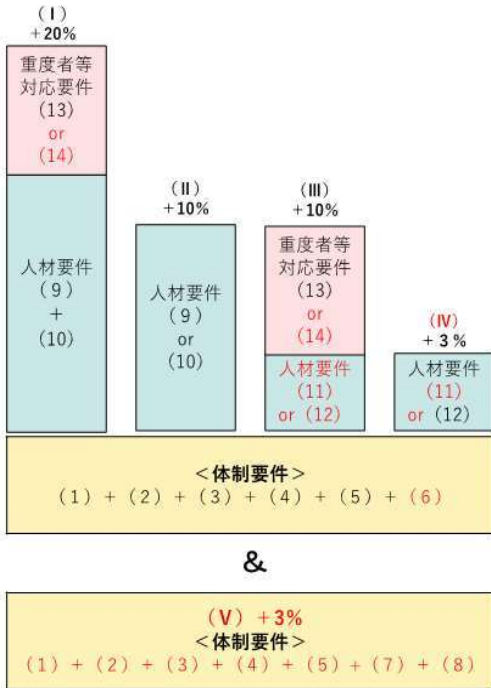 (Ⅰ)
+20%
重度者等
対応要件
(13)
or
(14)
人材要件
(9)
+
(10)
(Ⅱ)
+10%
人材要件
(9)
or
(10)
(Ⅲ)
+10%
重度者等
対応要件
(13)
or
(14)
人材要件
(11)
or (12)
(Ⅳ)
+3%
人材要件
(11)
or (12)
<体制要件>
(1) + (2) + (3) + (4) + (5) + (6)
&
(Ⅴ) +3%
<体制要件>
(1) + (2) + (3) + (4) + (5) + (7) + (8)